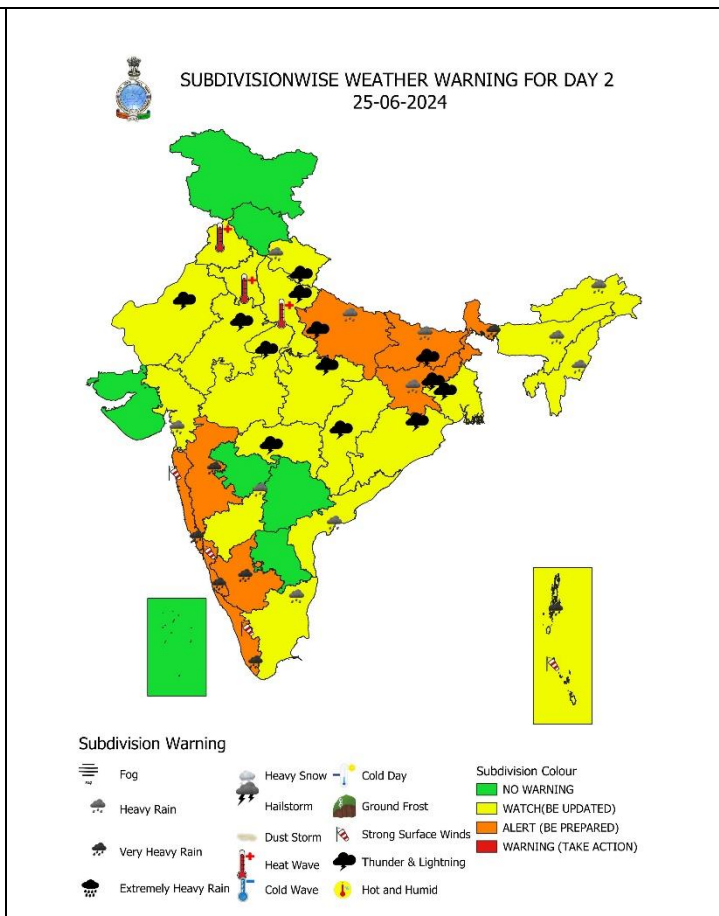 SUBDIVISIONWISE WEATHER WARNING FOR DAY 2
25-06-2024
Subdivision Warning
Fog
Heavy Rain
Very Heavy Rain
Extremely Heavy Rain
Heavy Snow
Hailstorm
Dust Storm
Heat Wave
Cold Wave
Cold Day
Ground Frost
Strong Surface Winds
Thunder & Lightning
Hot and Humid
Subdivision Colour
NO WARNING
WATCH(BE UPDATED)
ALERT (BE PREPARED)
WARNING (TAKE ACTION)